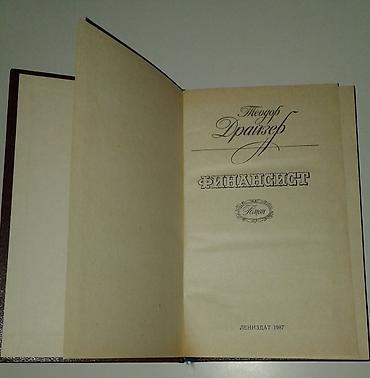 Теодор
Драйзер
ФИНАНСИСТ
Роман
ЛЕНИЗДАТ 1987